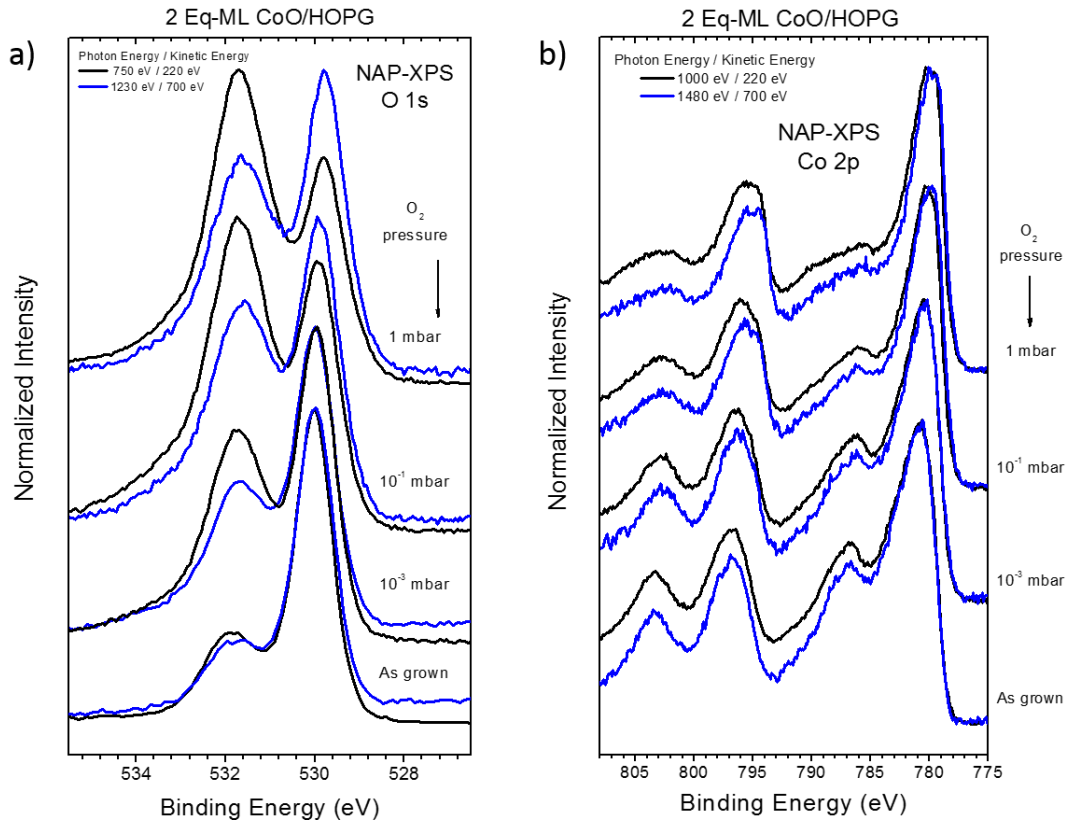 2 Eq-ML CoO/HOPG
a)
Photon Energy / Kinetic Energy
750 eV / 220 eV
1230 eV / 700 eV
NAP-XPS
O 1s
O₂
pressure
1 mbar
10⁻¹ mbar
10⁻³ mbar
As grown
Normalized Intensity
534
532
530
528
Binding Energy (eV)
2 Eq-ML CoO/HOPG
b)
Photon Energy / Kinetic Energy
1000 eV / 220 eV
1480 eV / 700 eV
NAP-XPS
Co 2p
O₂
pressure
1 mbar
10⁻¹ mbar
10⁻³ mbar
As grown
Normalized Intensity
805
800
795
790
785
780
775
Binding Energy (eV)